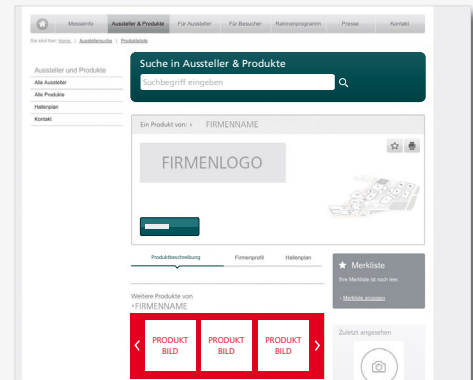 Messeinfo
Aussteller & Produkte
Für Aussteller
Für Besucher
Rahmenprogramm
Presse
Kontakt
Sie sind hier: Home | Ausstellersuche | Produktliste
Aussteller und Produkte
Alle Aussteller
Alle Produkte
Hallenplan
Kontakt
Suche in Aussteller & Produkte
Suchbegriff eingeben
Ein Produkt von: › FIRMENNAME
FIRMENLOGO
Produktbeschreibung
Firmenprofil
Hallenplan
Weitere Produkte von
›FIRMENNAME
PRODUKT
BILD
PRODUKT
BILD
PRODUKT
BILD
Merkliste
Ihre Merkliste ist noch leer.
› Merkliste anzeigen
Zuletzt angesehen